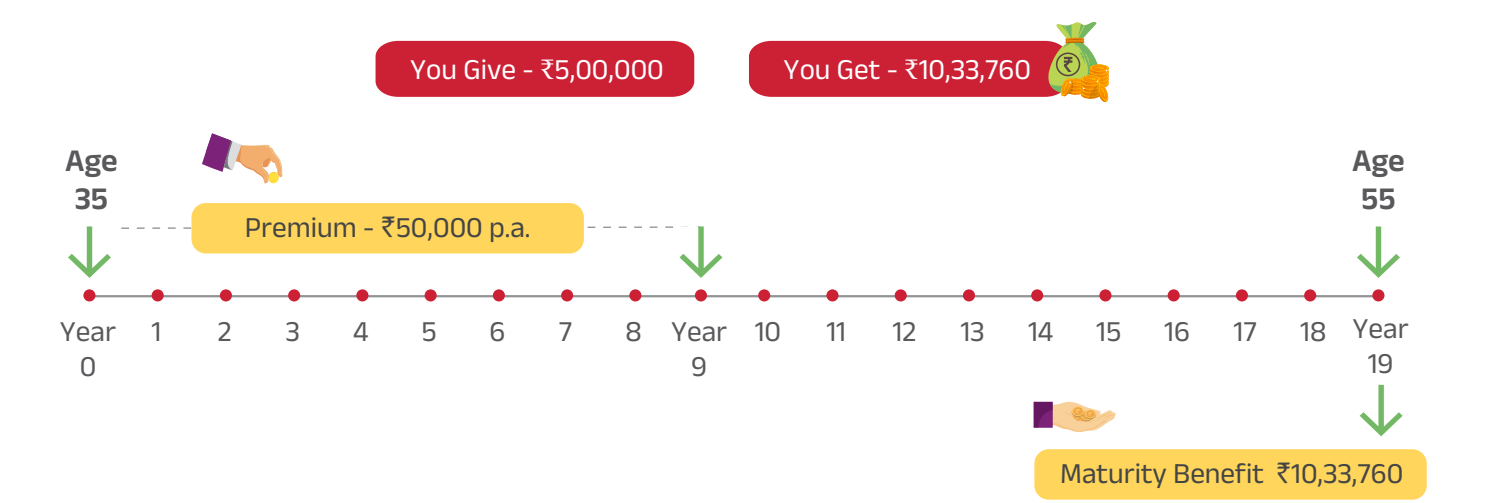 You Give - ₹5,00,000
You Get - ₹10,33,760
₹
Age
35
Age
55
Premium - ₹50,000 p.a.
Year
0
1
2
3
4
5
6
7
8
Year
9
10
11
12
13
14
15
16
17
18
Year
19
Maturity Benefit ₹10,33,760